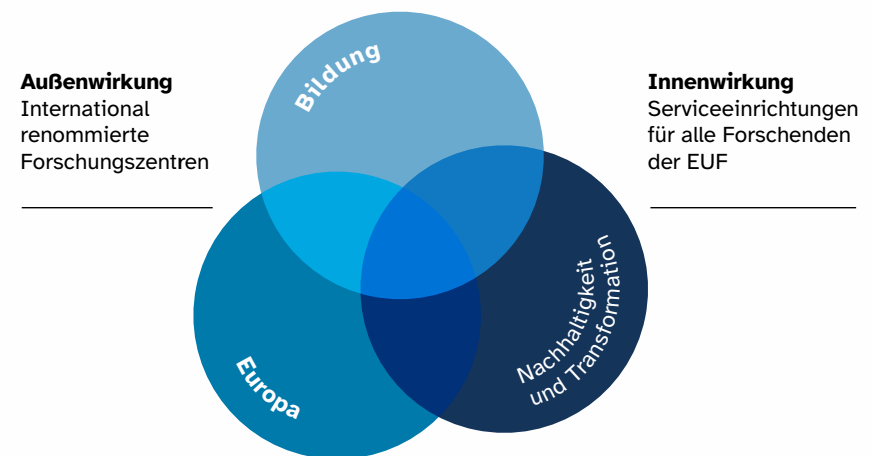 Außenwirkung
International
renommierte
Forschungszentren
Bildung
Innenwirkung
Serviceeinrichtungen
für alle Forschenden
der EUF
Europa
Nachhaltigkeit
und Transformation